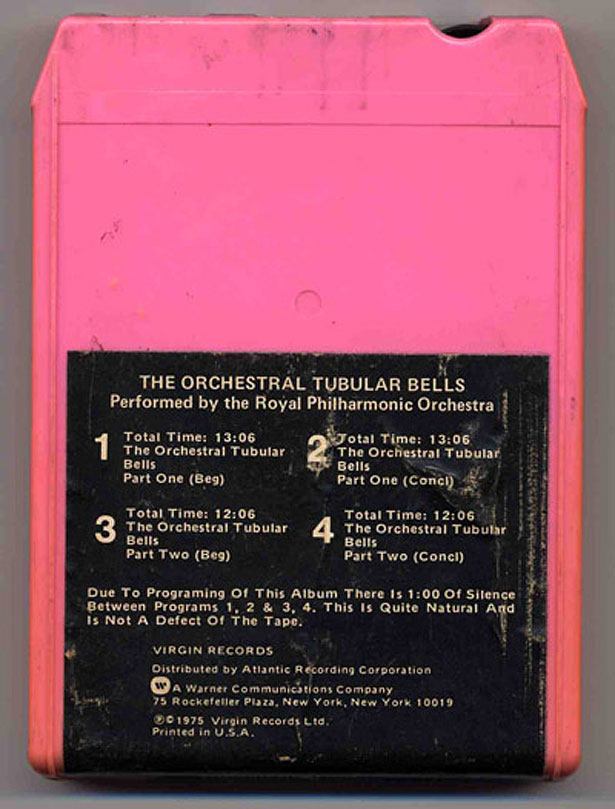 THE ORCHESTRAL TUBULAR BELLS
Performed by the Royal Philharmonic Orchestra
1 Total Time: 13:06
The Orchestral Tubular
Bells
Part One (Beg)
2 Total Time: 13:06
The Orchestral Tubular
Bells
Part One (Concl)
3 Total Time: 12:06
The Orchestral Tubular
Bells
Part Two (Beg)
4 Total Time: 12:06
The Orchestral Tubular
Bells
Part Two (Concl)
Due To Programing Of This Album There Is 1:00 Of Silence
Between Programs 1, 2 & 3, 4. This Is Quite Natural And
Is Not A Defect Of The Tape.
VIRGIN RECORDS
Distributed by Atlantic Recording Corporation
W A Warner Communications Company
75 Rockefeller Plaza, New York, New York 10019
℗©1975 Virgin Records Ltd.
Printed in U.S.A.